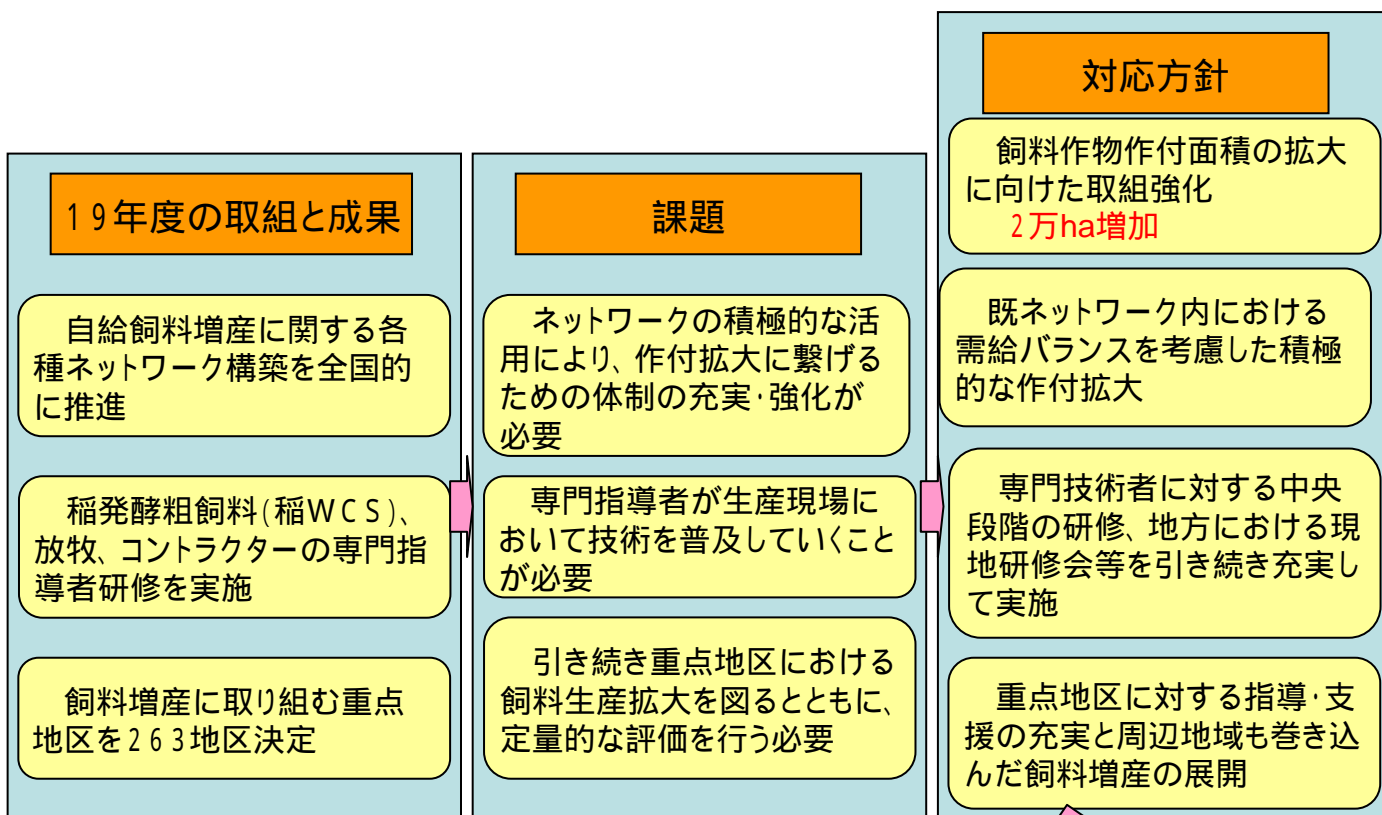 19年度の取組と成果
自給飼料増産に関する各
種ネットワーク構築を全国的
に推進
稲発酵粗飼料(稲WCS)、
放牧、コントラクターの専門指
導者研修を実施
飼料増産に取り組む重点
地区を263地区決定
課題
ネットワークの積極的な活
用により、作付拡大に繋げる
ための体制の充実・強化が
必要
専門指導者が生産現場に
おいて技術を普及していくこと
が必要
引き続き重点地区における
飼料生産拡大を図るとともに、
定量的な評価を行う必要
対応方針
飼料作物作付面積の拡大
に向けた取組強化
2万ha増加
既ネットワーク内における
需給バランスを考慮した積極
的な作付拡大
専門技術者に対する中央
段階の研修、地方における現
地研修会等を引き続き充実し
て実施
重点地区に対する指導・支
援の充実と周辺地域も巻き込
んだ飼料増産の展開